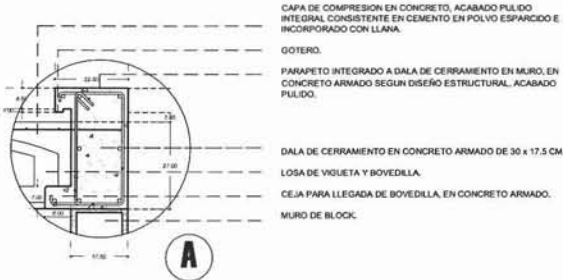 CAPA DE COMPRESION EN CONCRETO, ACABADO PULIDO
INTEGRAL CONSISTENTE EN CEMENTO EN POLVO ESPARCIDO E
INCORPORADO CON LLANA.
GOTERO.
PARAPETO INTEGRADO A DALA DE CERRAMIENTO EN MURO, EN
CONCRETO ARMADO SEGUN DISEÑO ESTRUCTURAL. ACABADO
PULIDO.
DALA DE CERRAMIENTO EN CONCRETO ARMADO DE 30 x 17.5 CM
LOSA DE VIGUETA Y BOVEDILLA.
CEJA PARA LLEGADA DE BOVEDILLA, EN CONCRETO ARMADO.
MURO DE BLOCK.
A